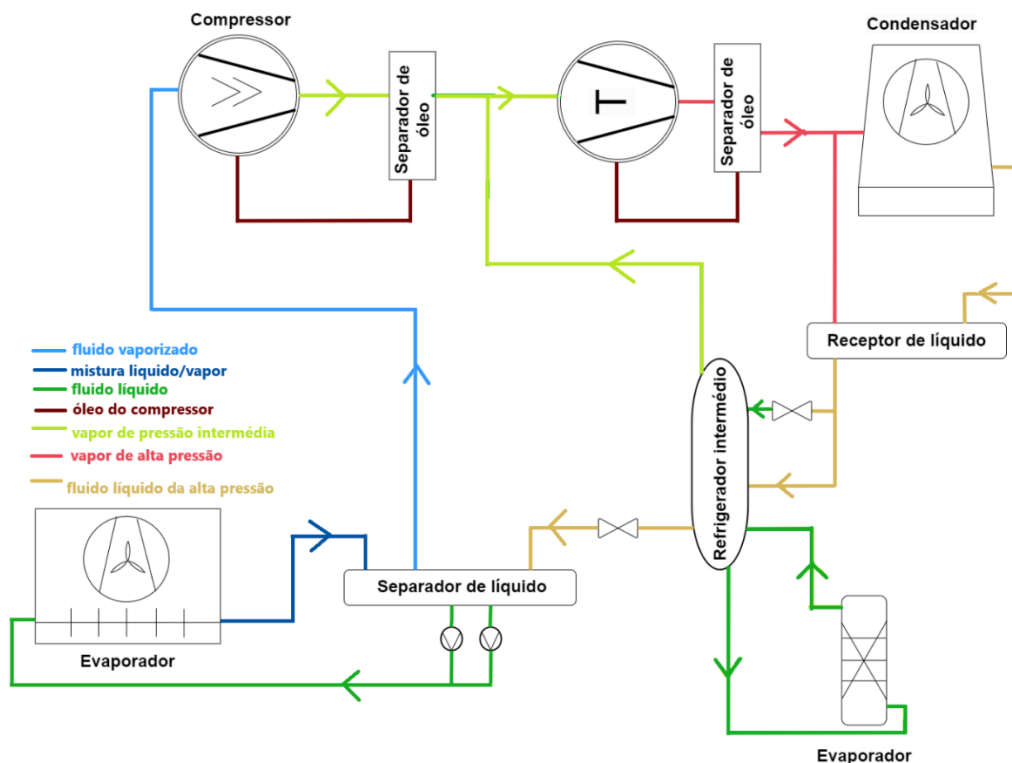 Compressor
Condensador
Separador de
óleo
T
Separador de
óleo
Receptor de líquido
fluido vaporizado
mistura liquido/vapor
fluido líquido
óleo do compressor
vapor de pressão intermédia
vapor de alta pressão
fluido líquido da alta pressão
Refrigerador intermédio
Separador de líquido
Evaporador
Evaporador